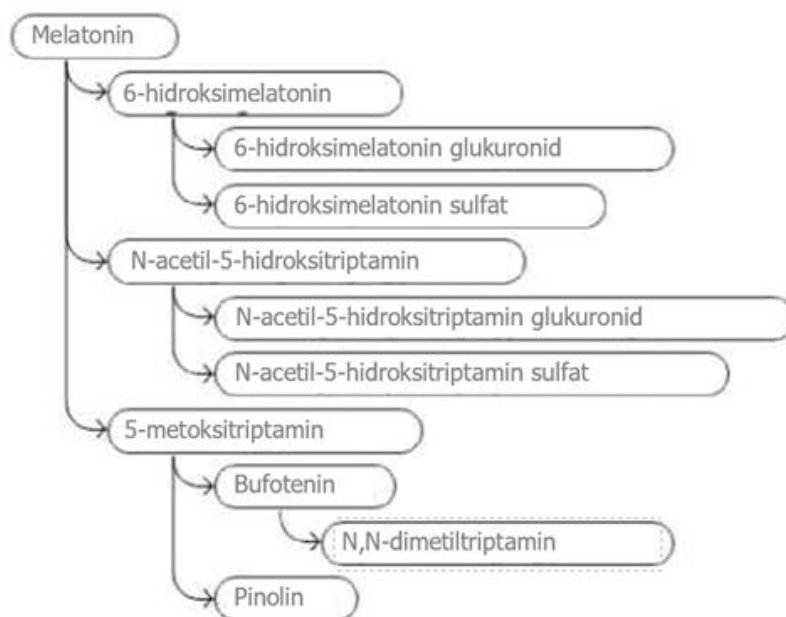 Melatonin
6-hidroksimelatonin
6-hidroksimelatonin glukuronid
6-hidroksimelatonin sulfat
N-acetil-5-hidroksitriptamin
N-acetil-5-hidroksitriptamin glukuronid
N-acetil-5-hidroksitriptamin sulfat
5-metoksitriptamin
Bufotenin
N,N-dimetiltriptamin
Pinolin